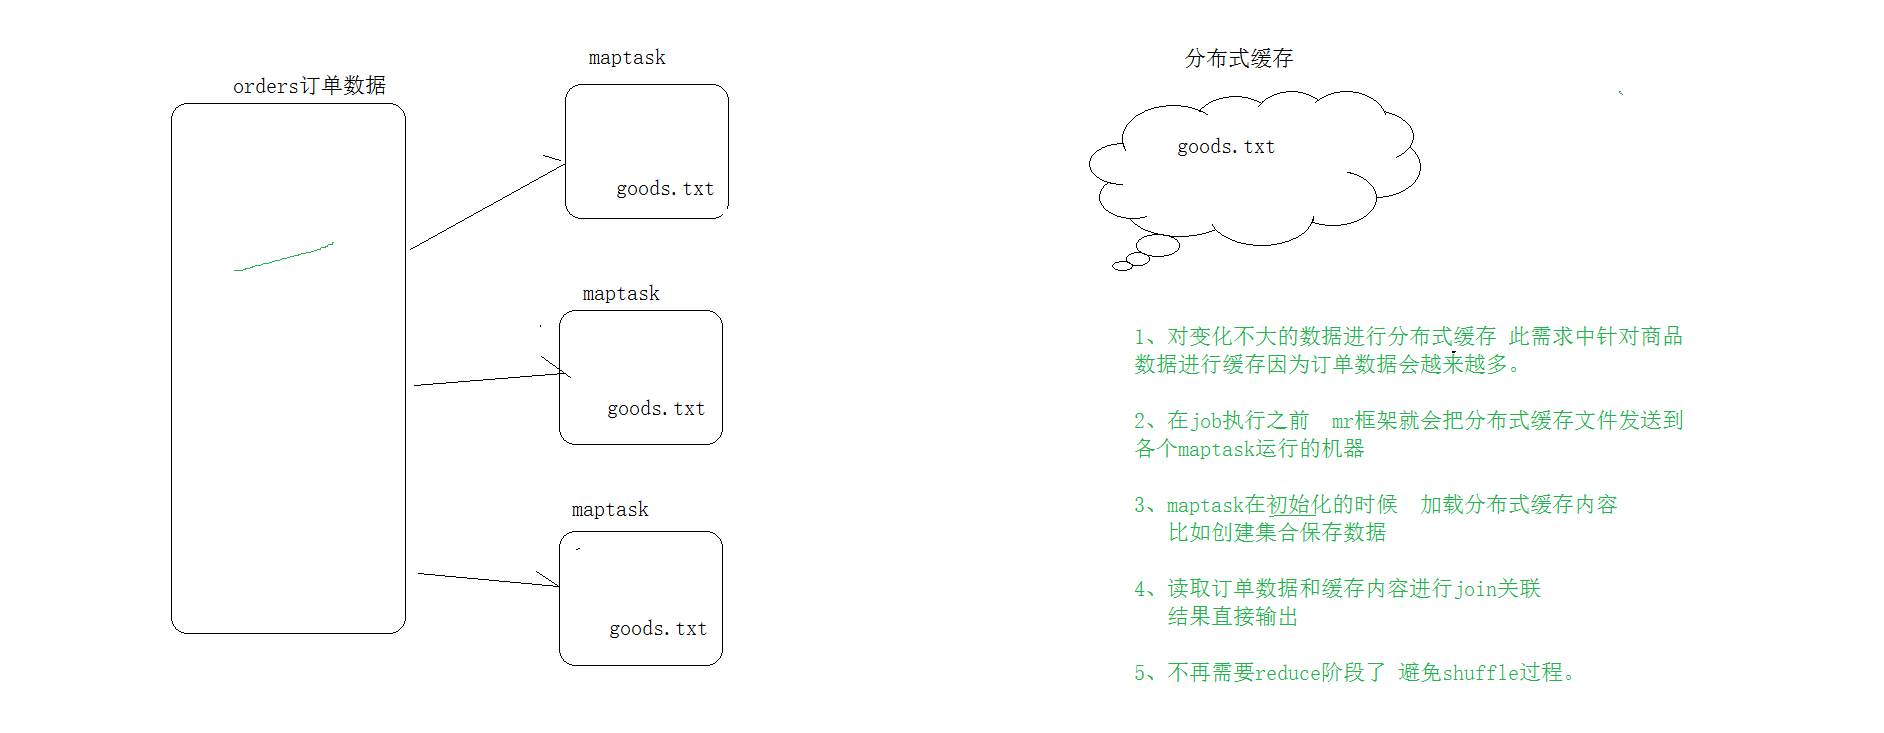 orders订单数据
maptask
goods.txt
maptask
goods.txt
maptask
goods.txt
分布式缓存
goods.txt
1、对变化不大的数据进行分布式缓存 此需求中针对商品
数据进行缓存因为订单数据会越来越多。
2、在job执行之前 mr框架就会把分布式缓存文件发送到
各个maptask运行的机器
3、maptask在初始化的时候 加载分布式缓存内容
比如创建集合保存数据
4、读取订单数据和缓存内容进行join关联
结果直接输出
5、不再需要reduce阶段了 避免shuffle过程。